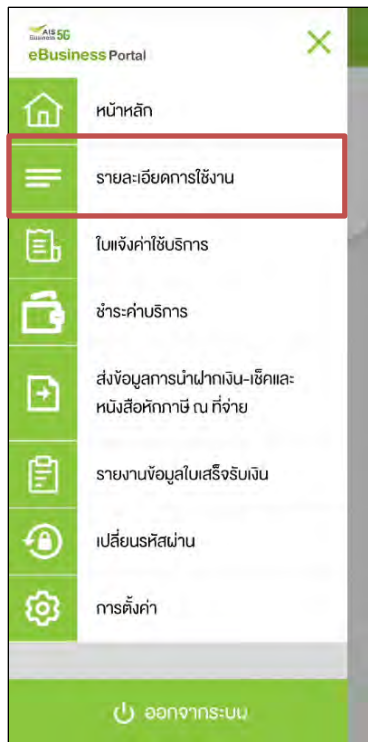 AIS 5G
Business
eBusiness Portal
หน้าหลัก
รายละเอียดการใช้งาน
ใบแจ้งค่าใช้บริการ
ชำระค่าบริการ
ส่งข้อมูลการนำฝากเงิน-เช็คและ
หนังสือหักภาษี ณ ที่จ่าย
รายงานข้อมูลใบเสร็จรับเงิน
เปลี่ยนรหัสผ่าน
การตั้งค่า
ออกจากระบบ